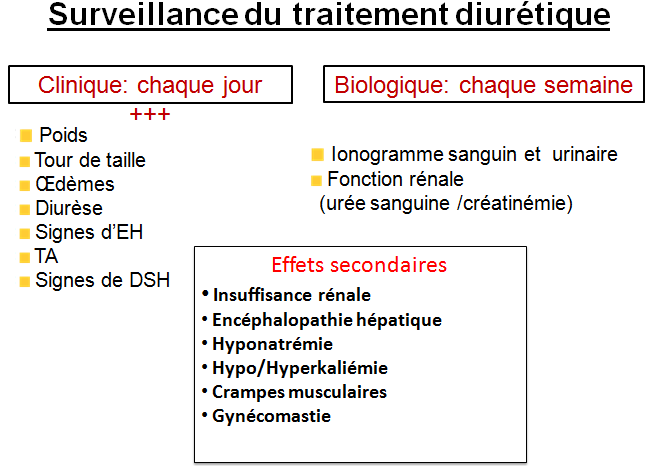 Surveillance du traitement diurétique
Clinique: chaque jour
+++
Poids
Tour de taille
Œdèmes
Diurèse
Signes d’EH
TA
Signes de DSH
Biologique: chaque semaine
Ionogramme sanguin et urinaire
Fonction rénale
(urée sanguine /créatinémie)
Effets secondaires
• Insuffisance rénale
• Encéphalopathie hépatique
• Hyponatrémie
• Hypo/Hyperkaliémie
• Crampes musculaires
• Gynécomastie